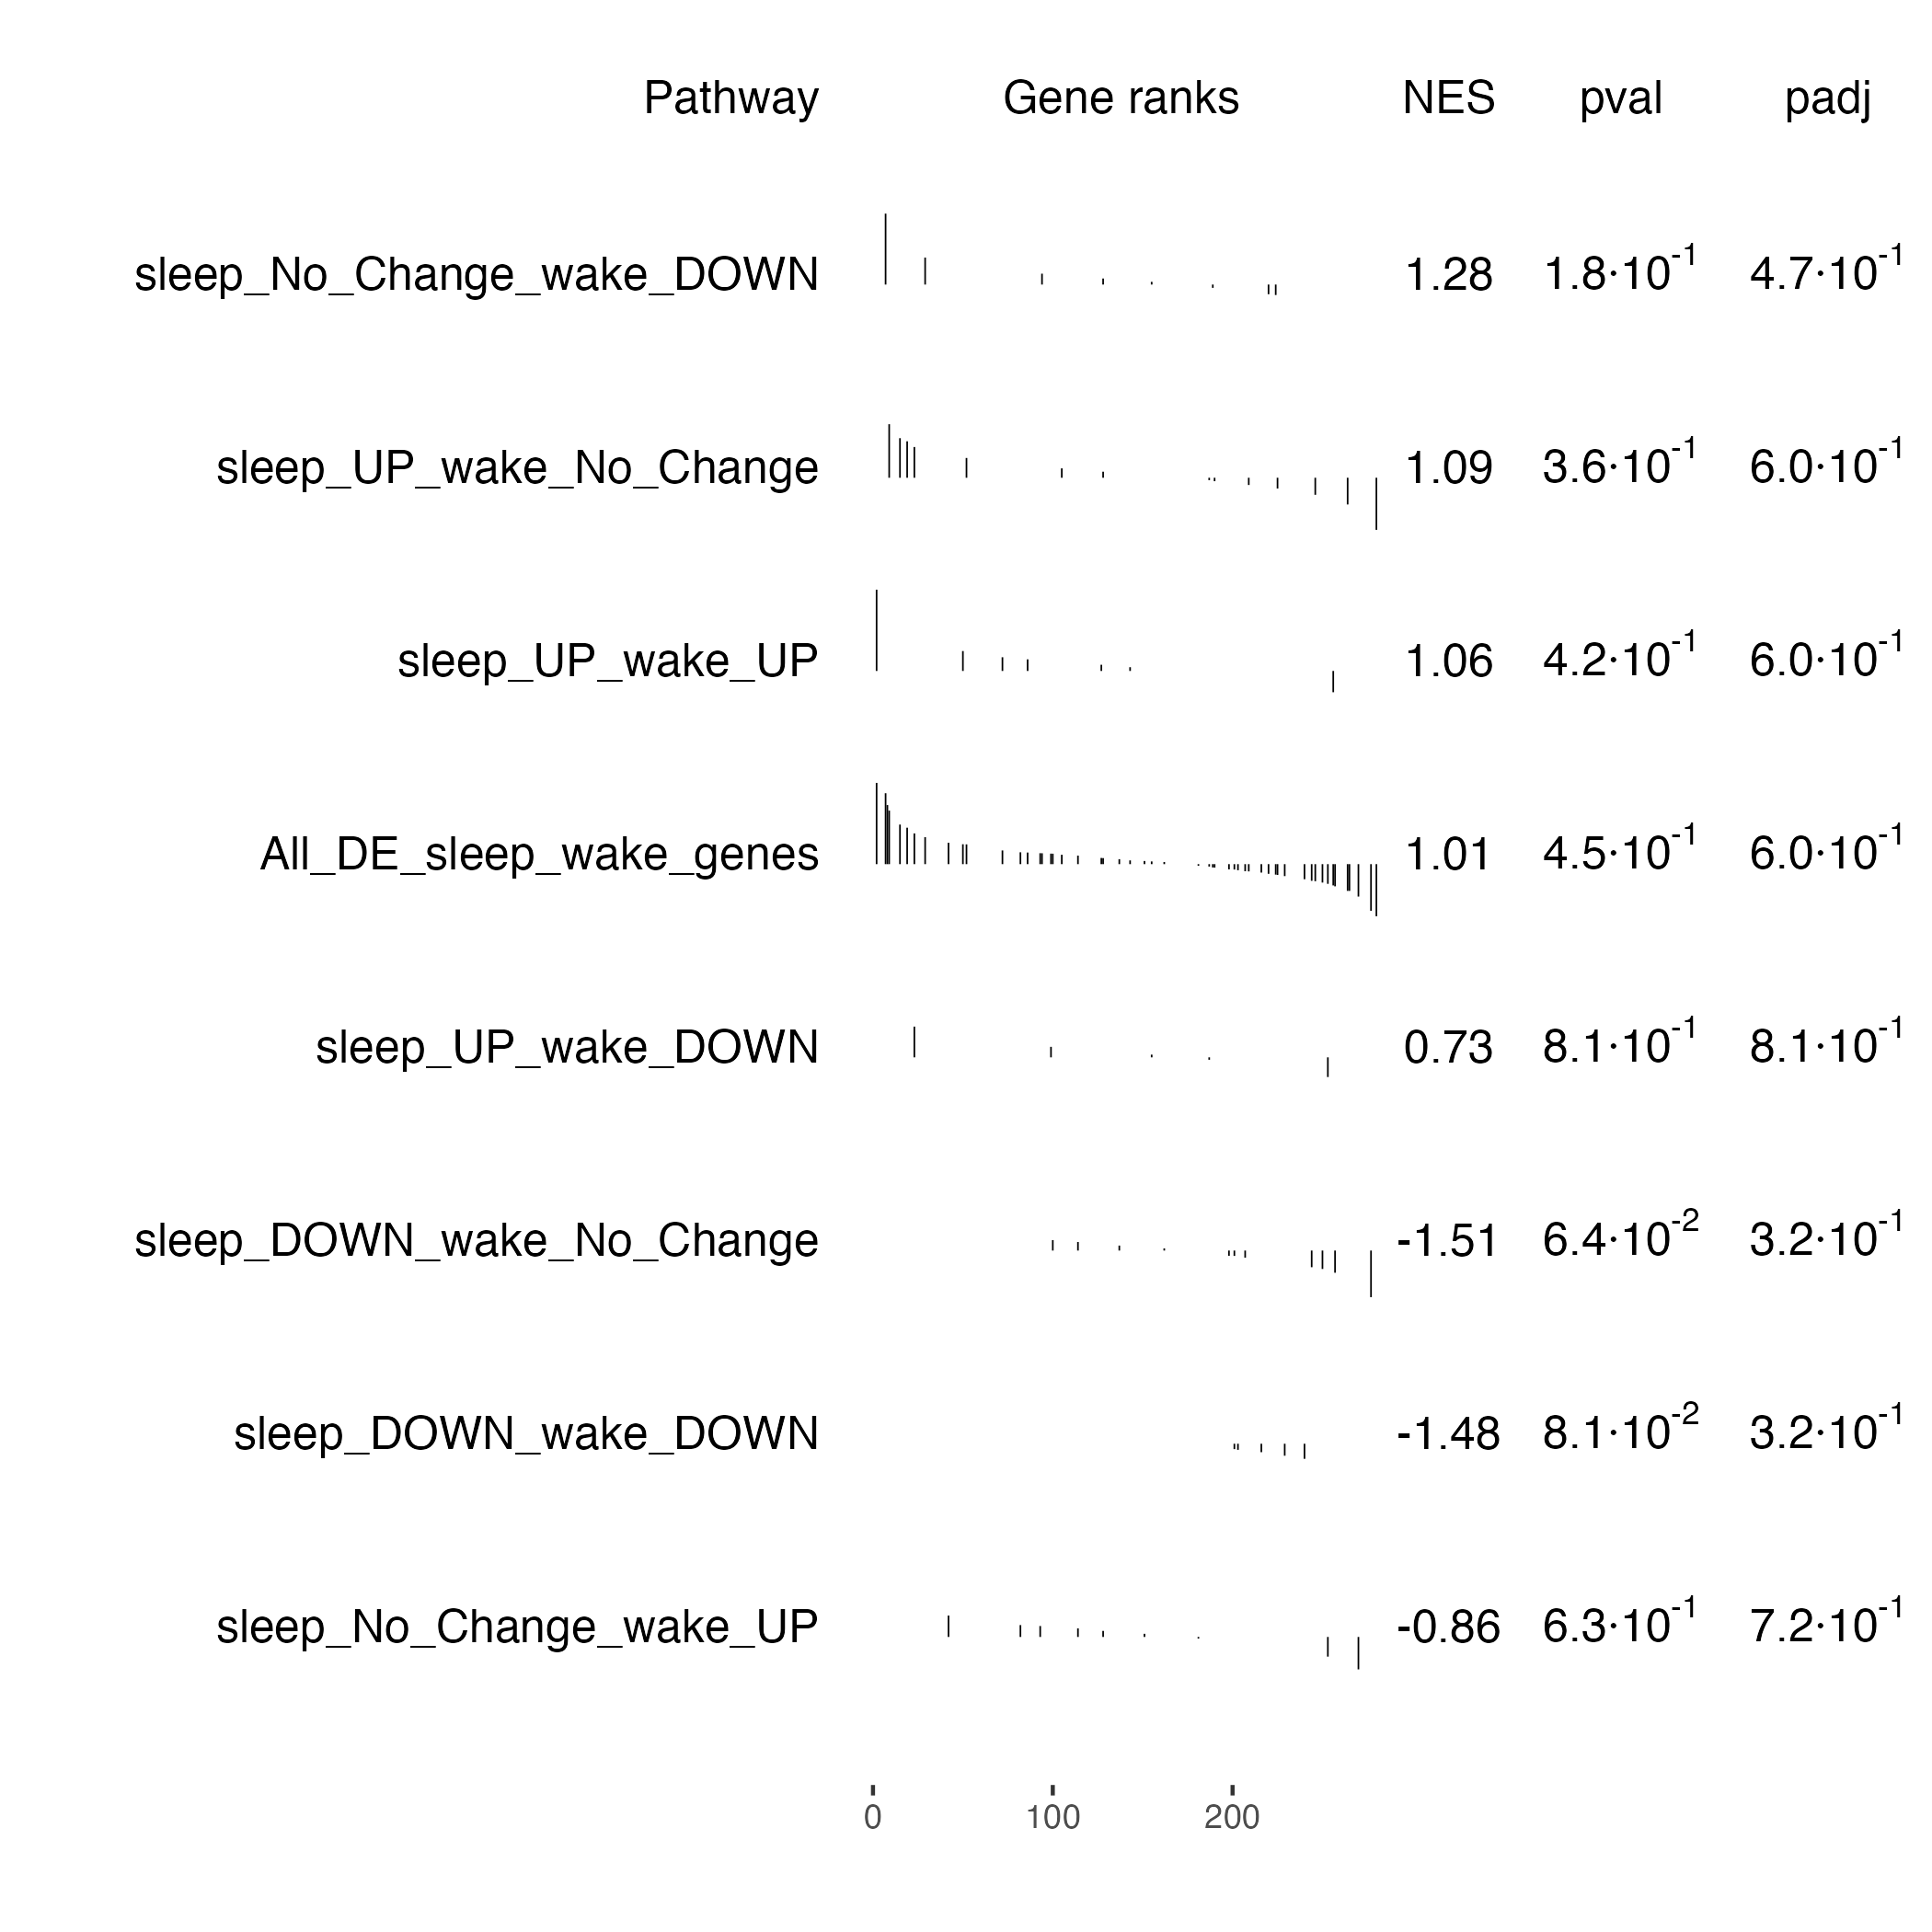 Pathway Gene ranks NES pval padj
sleep_No_Change_wake_DOWN 1.28 1.8·10⁻¹ 4.7·10⁻¹
sleep_UP_wake_No_Change 1.09 3.6·10⁻¹ 6.0·10⁻¹
sleep_UP_wake_UP 1.06 4.2·10⁻¹ 6.0·10⁻¹
All_DE_sleep_wake_genes 1.01 4.5·10⁻¹ 6.0·10⁻¹
sleep_UP_wake_DOWN 0.73 8.1·10⁻¹ 8.1·10⁻¹
sleep_DOWN_wake_No_Change -1.51 6.4·10⁻² 3.2·10⁻¹
sleep_DOWN_wake_DOWN -1.48 8.1·10⁻² 3.2·10⁻¹
sleep_No_Change_wake_UP -0.86 6.3·10⁻¹ 7.2·10⁻¹
0 100 200